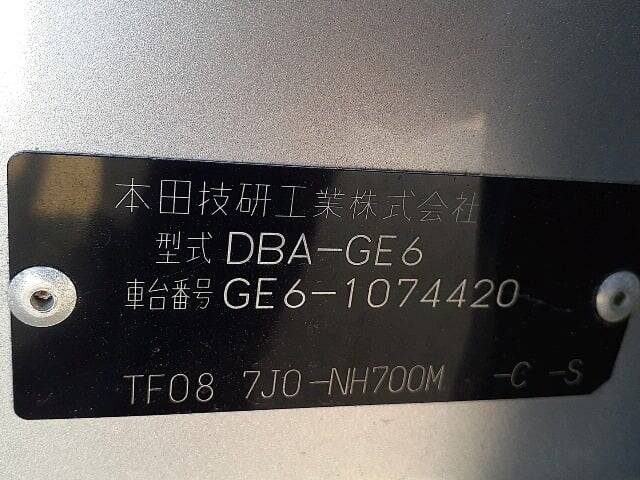 本田技研工業株式会社
型式 DBA-GE6
車台番号 GE6-1074420
TF08 7J0-NH700M -C -S